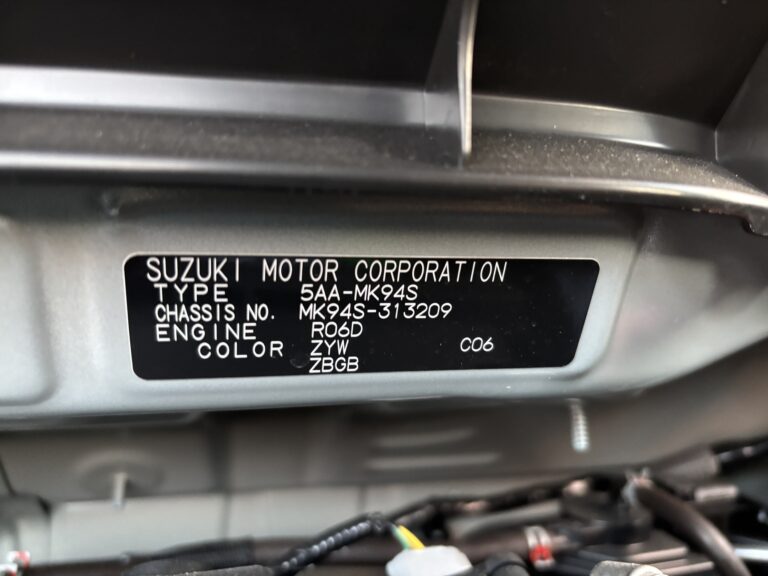 SUZUKI MOTOR CORPORATION
TYPE 5AA-MK94S
CHASSIS NO. MK94S-313209
ENGINE R06D
COLOR ZYW C06
ZBGB